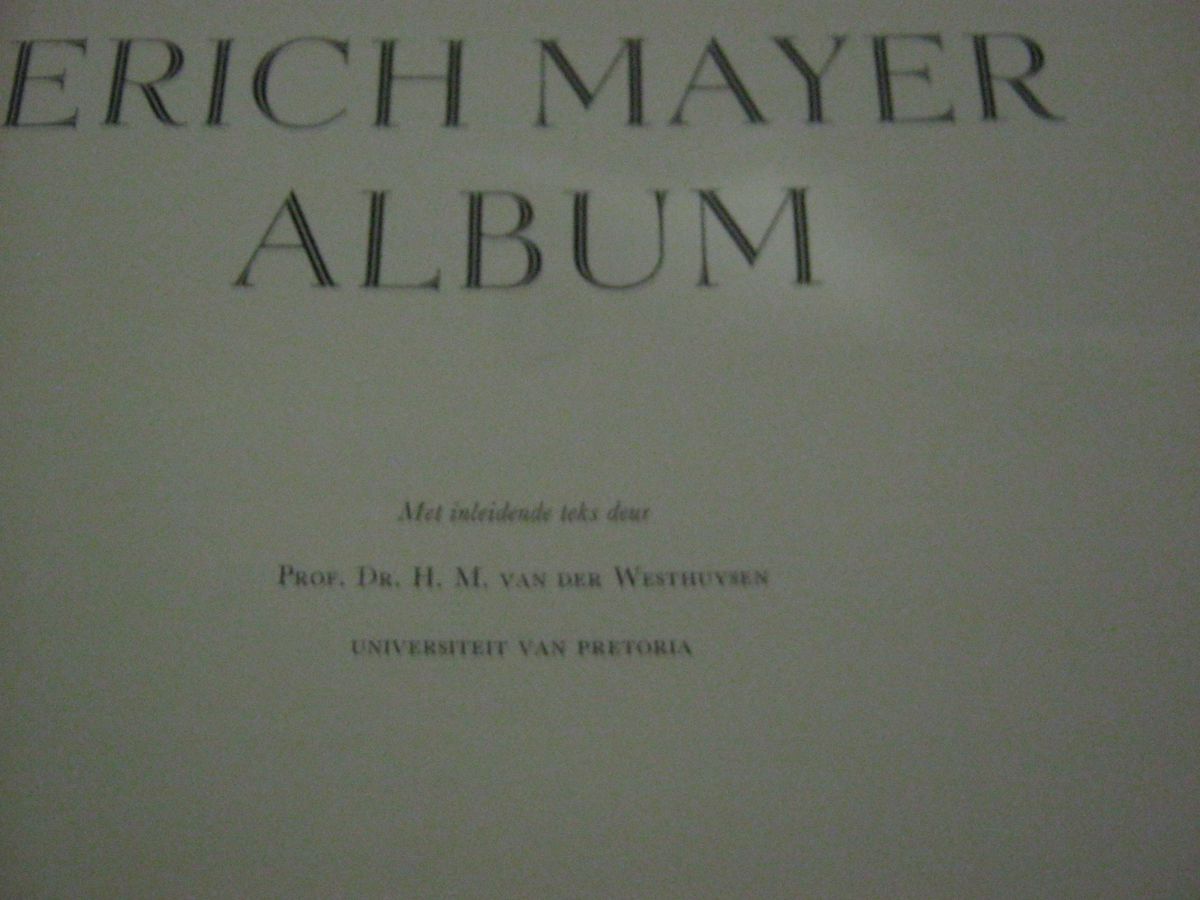 ERICH MAYER
ALBUM
Met inleidende teks deur
PROF. DR. H. M. VAN DER WESTHUYSEN
UNIVERSITEIT VAN PRETORIA